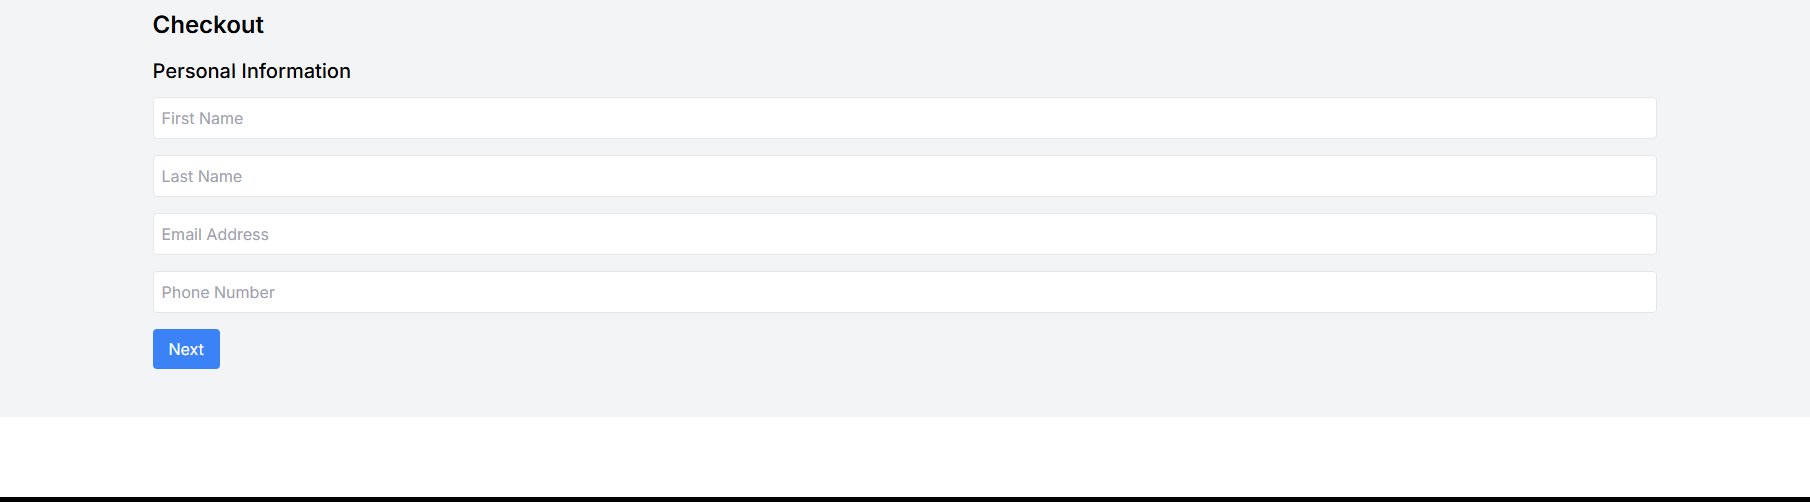 Checkout
Personal Information
First Name
Last Name
Email Address
Phone Number
Next